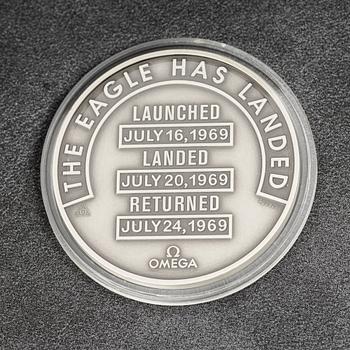 THE EAGLE HAS LANDED
LAUNCHED
JULY 16, 1969
LANDED
JULY 20, 1969
RETURNED
JULY 24, 1969
Ω
OMEGA